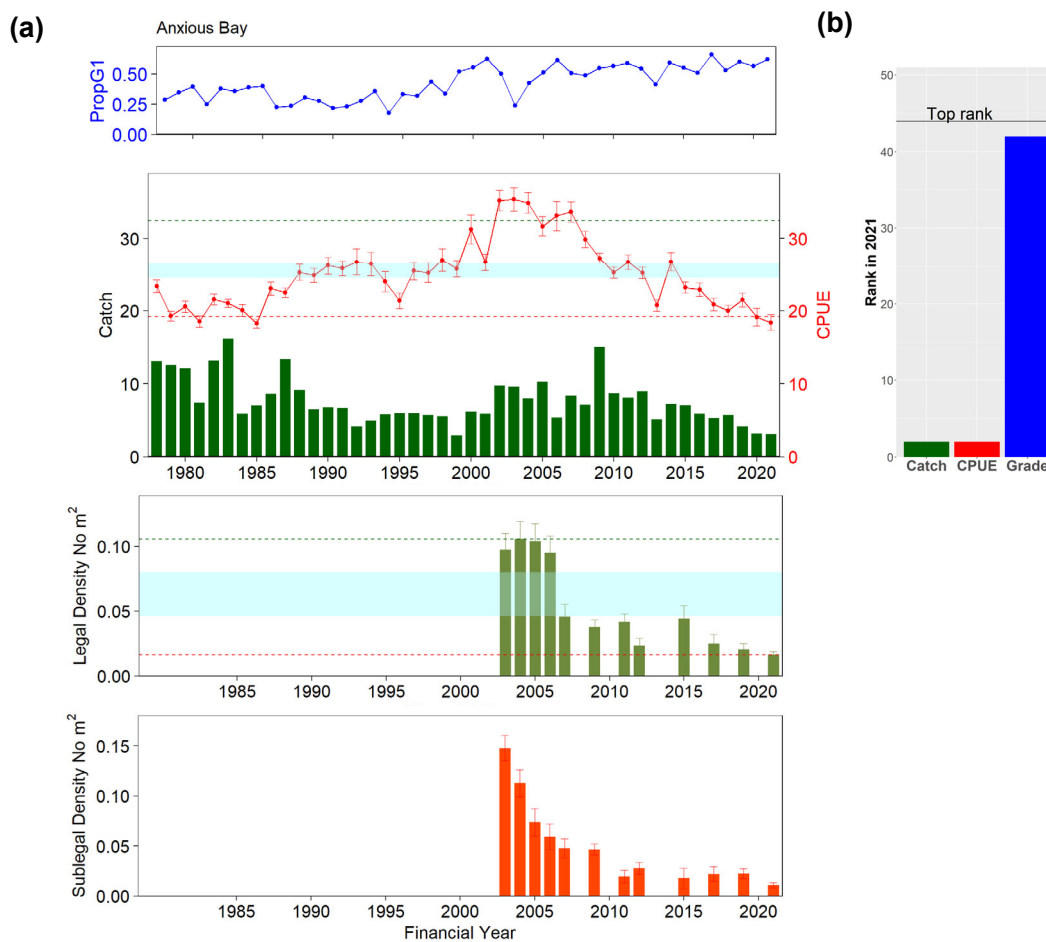 (a)
Anxious Bay
PropG1
0.50
0.25
0.00
Catch
30
20
10
0
CPUE
30
20
10
0
1980 1985 1990 1995 2000 2005 2010 2015 2020
Legal Density No m²
0.10
0.05
0.00
1985 1990 1995 2000 2005 2010 2015 2020
Sublegal Density No m²
0.15
0.10
0.05
0.00
1985 1990 1995 2000 2005 2010 2015 2020
Financial Year
(b)
Rank in 2021
50
40
30
20
10
0
Top rank
Catch CPUE Grade